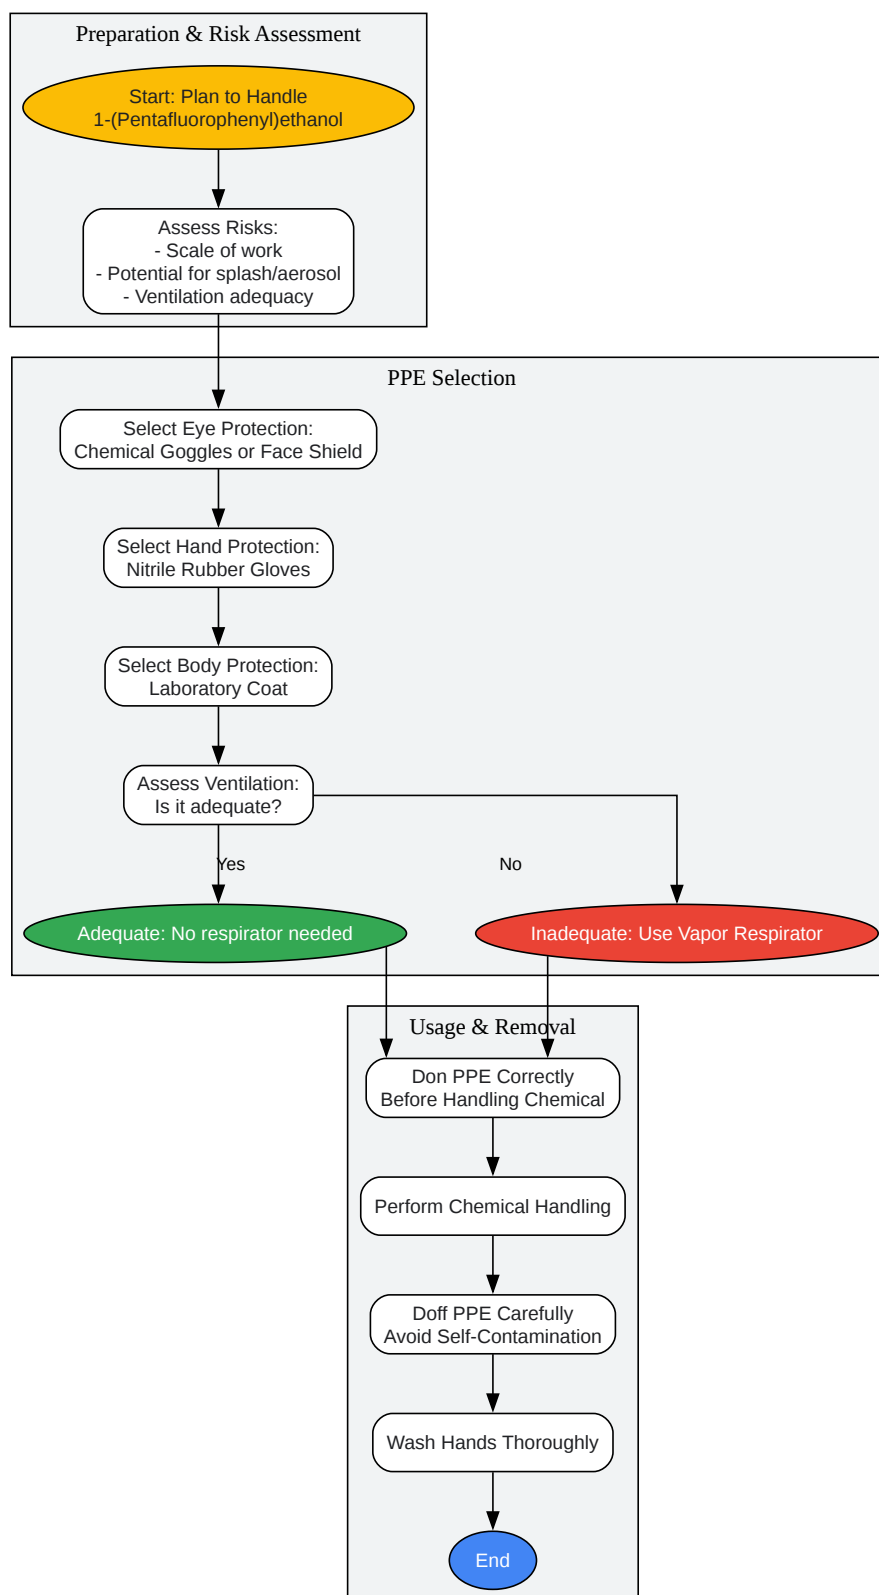 Preparation & Risk Assessment
Start: Plan to Handle
1-(Pentafluorophenyl)ethanol
Assess Risks:
- Scale of work
- Potential for splash/aerosol
- Ventilation adequacy
PPE Selection
Select Eye Protection:
Chemical Goggles or Face Shield
Select Hand Protection:
Nitrile Rubber Gloves
Select Body Protection:
Laboratory Coat
Assess Ventilation:
Is it adequate?
Yes
No
Adequate: No respirator needed
Inadequate: Use Vapor Respirator
Usage & Removal
Don PPE Correctly
Before Handling Chemical
Perform Chemical Handling
Doff PPE Carefully
Avoid Self-Contamination
Wash Hands Thoroughly
End